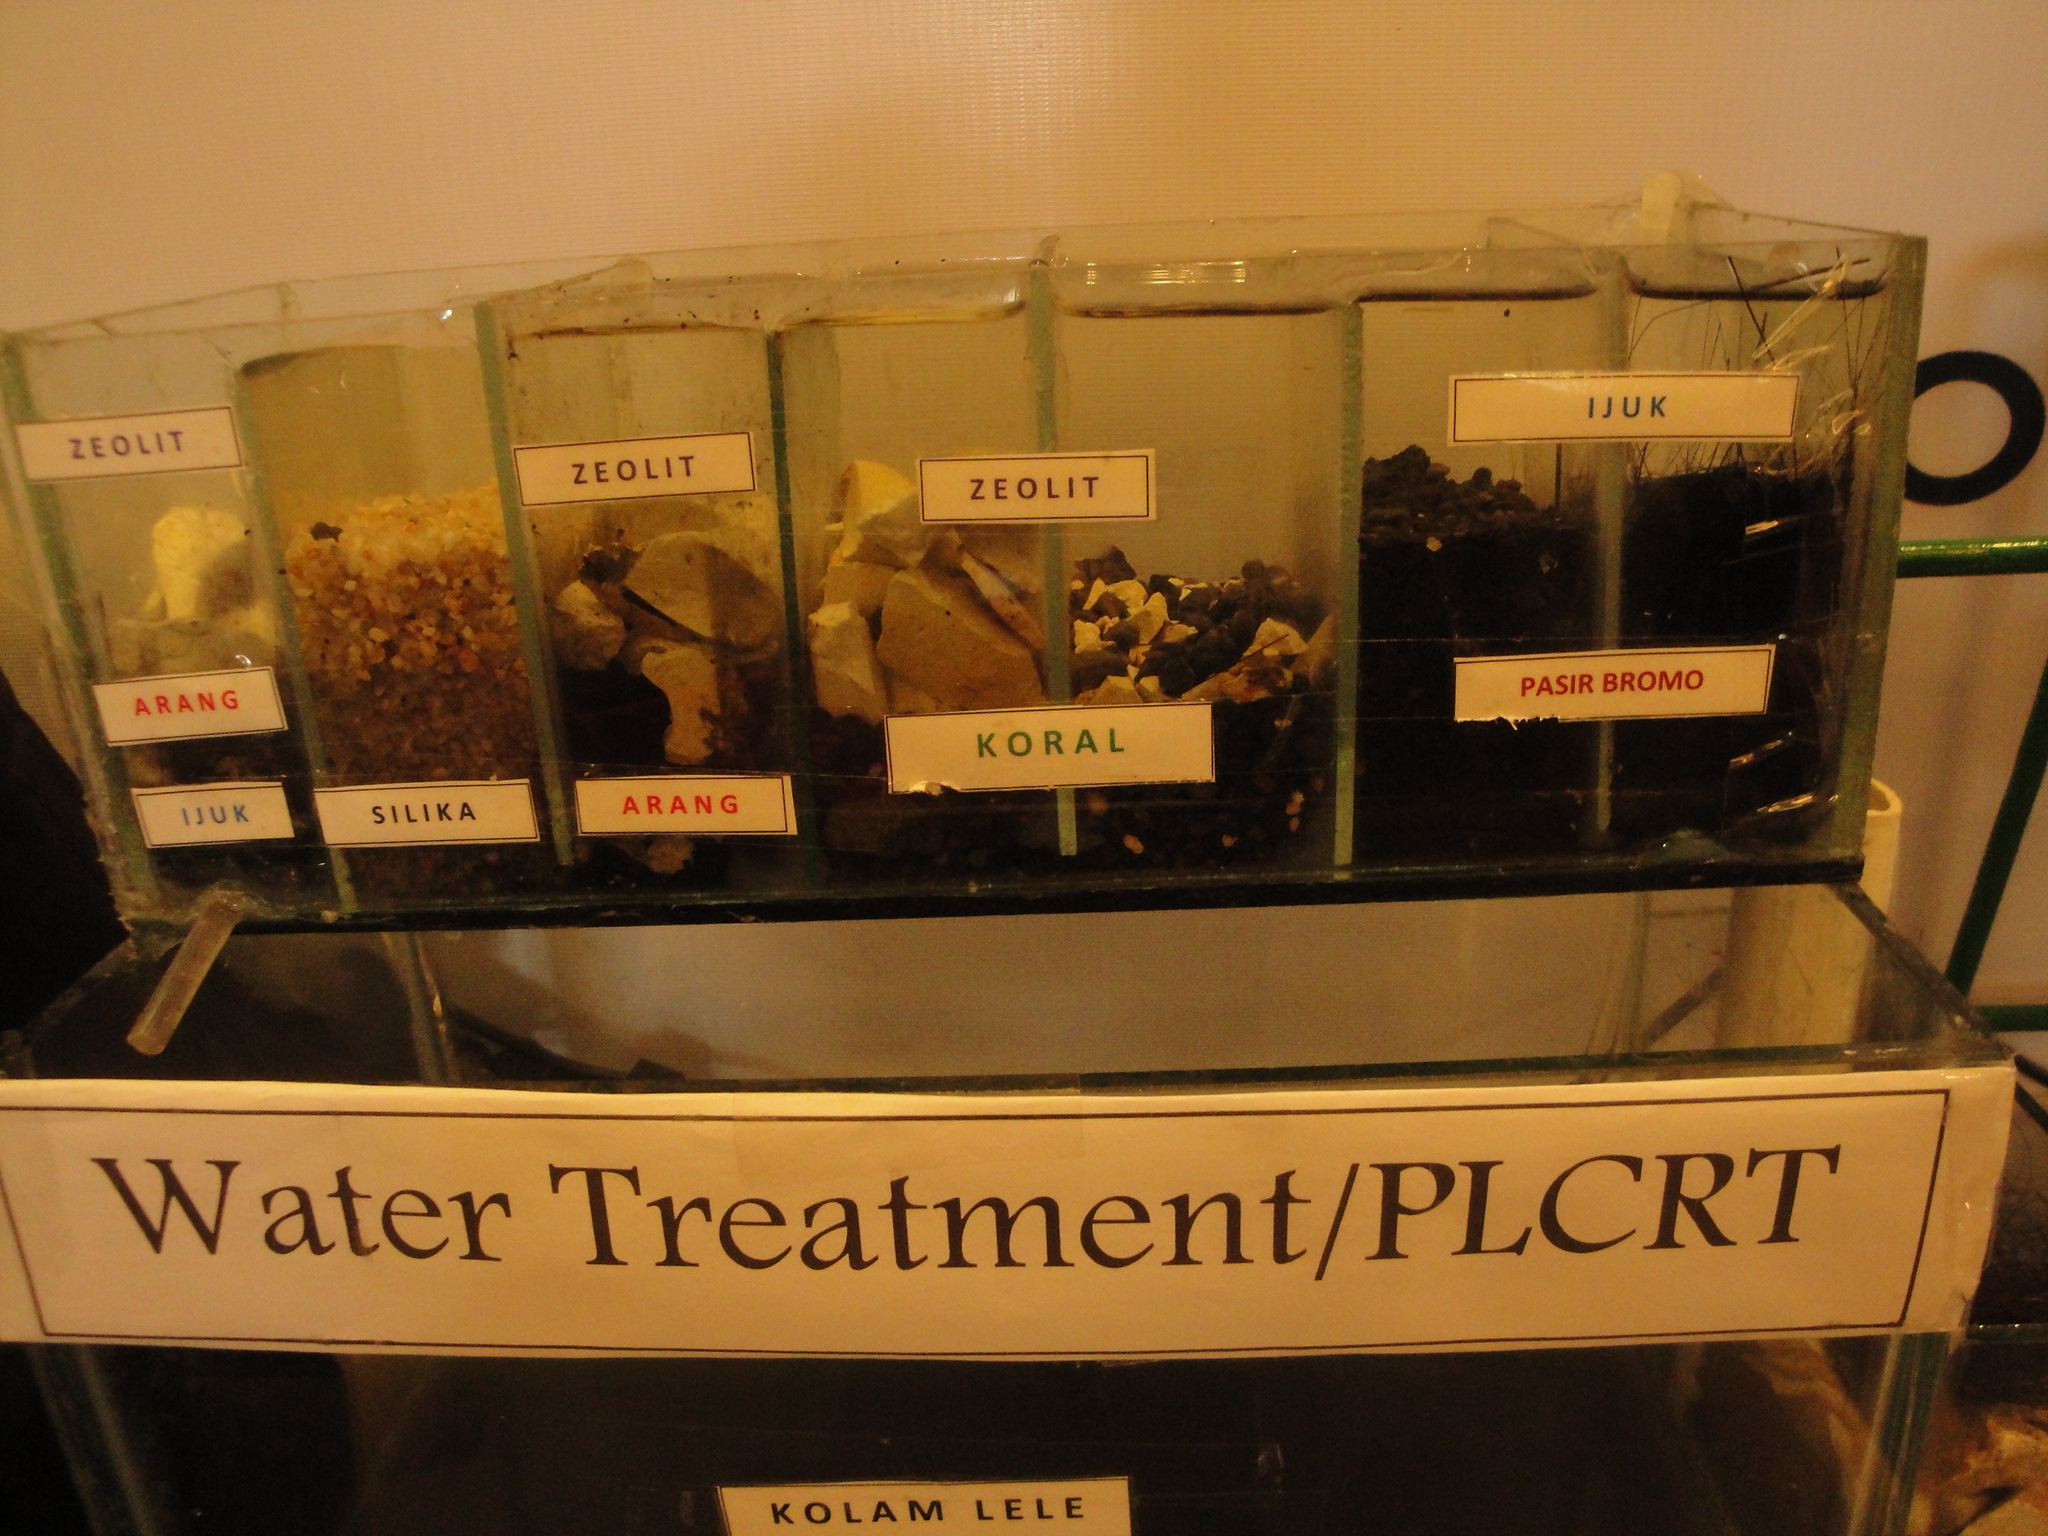 IJUK
ZEOLIT
ZEOLIT
ZEOLIT
PASIR BROMO
ARANG
KORAL
IJUK
SILIKA
ARANG
Water Treatment/PLCRT
KOLAM LELE